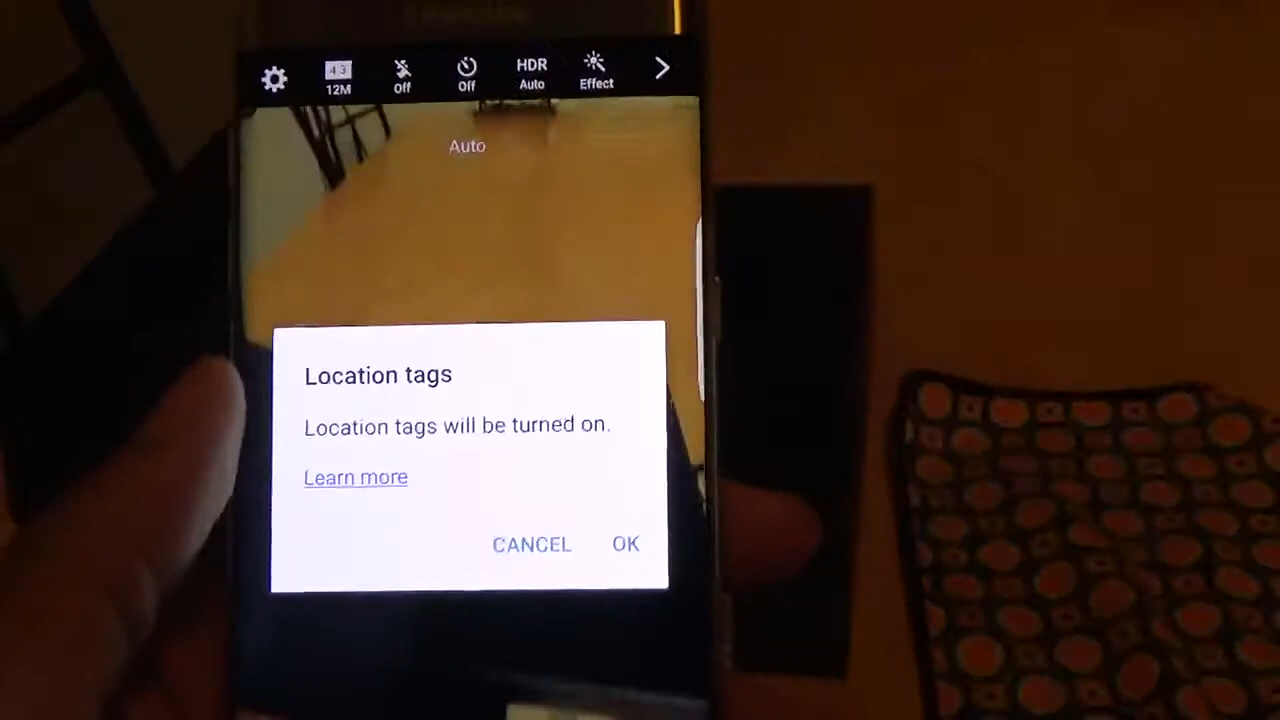 4:3
12M
Off
Off
HDR
Auto
Effect
Auto
Location tags
Location tags will be turned on.
Learn more
CANCEL
OK